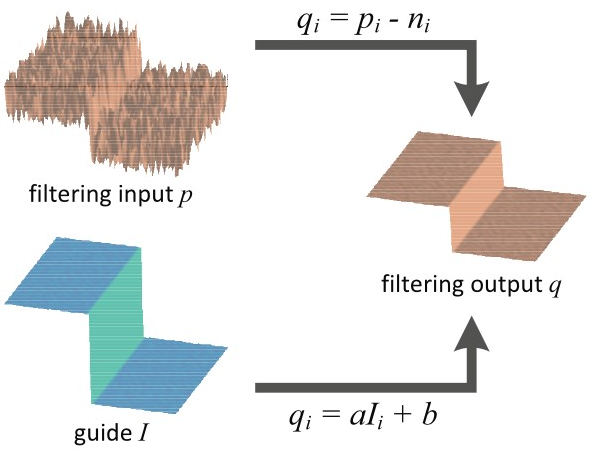 qᵢ = pᵢ - nᵢ
filtering input p
filtering output q
qᵢ = aIᵢ + b
guide I